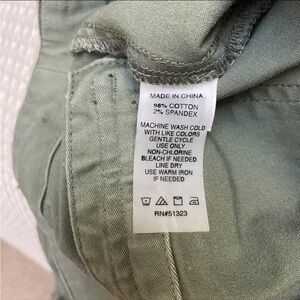 MADE IN CHINA
98% COTTON
2% SPANDEX
MACHINE WASH COLD
WITH LIKE COLORS
GENTLE CYCLE
USE ONLY
NON-CHLORINE
BLEACH IF NEEDED
LINE DRY
USE WARM IRON
IF NEEDED
RN#51323